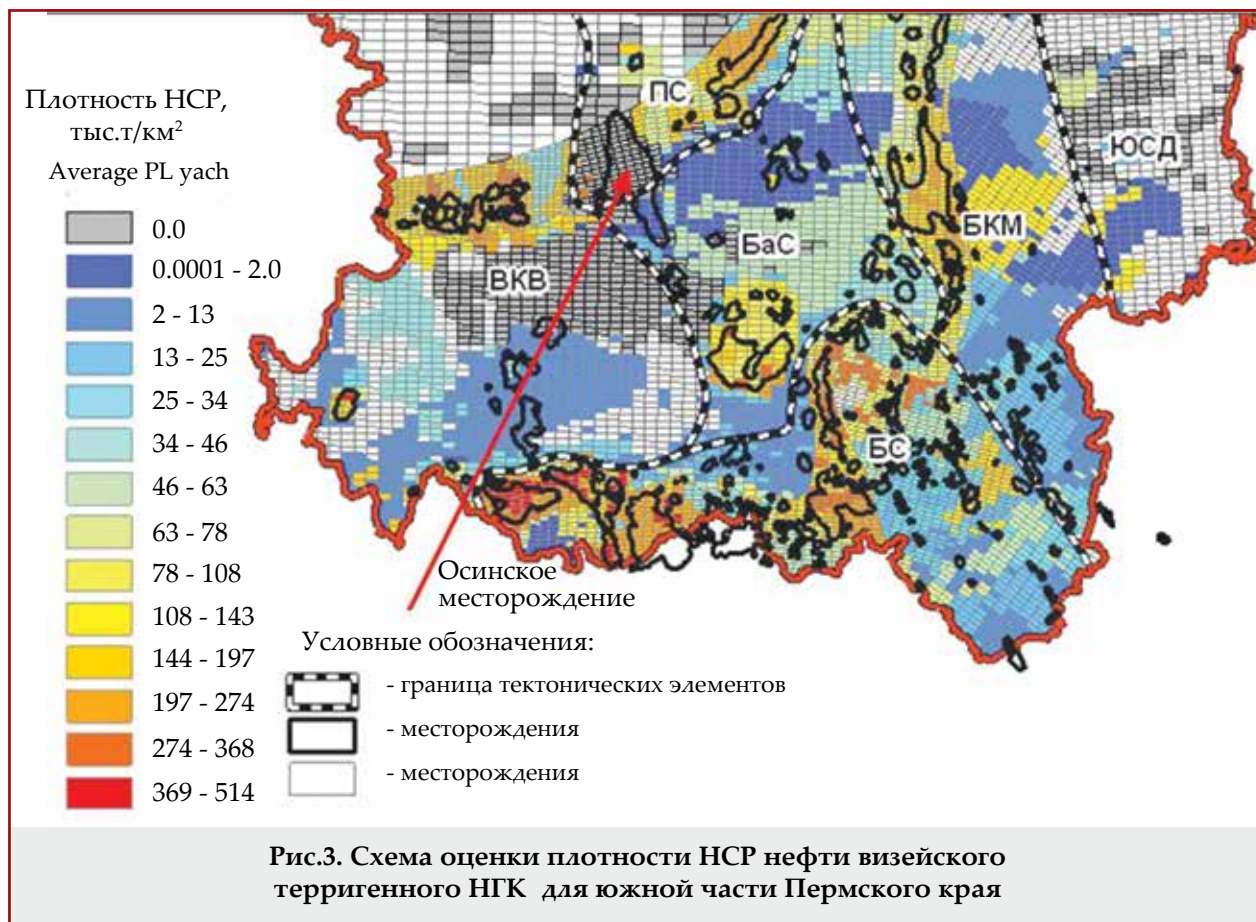 Плотность НСР,
тыс.т/км²
Average PL yach
0.0
0.0001 - 2.0
2 - 13
13 - 25
25 - 34
34 - 46
46 - 63
63 - 78
78 - 108
108 - 143
144 - 197
197 - 274
274 - 368
369 - 514
ПС
ЮСД
БКМ
БаС
ВКВ
БС
Осинское
месторождение
Условные обозначения:
- граница тектонических элементов
- месторождения
- месторождения
Рис.3. Схема оценки плотности НСР нефти визейского
терригенного НГК для южной части Пермского края